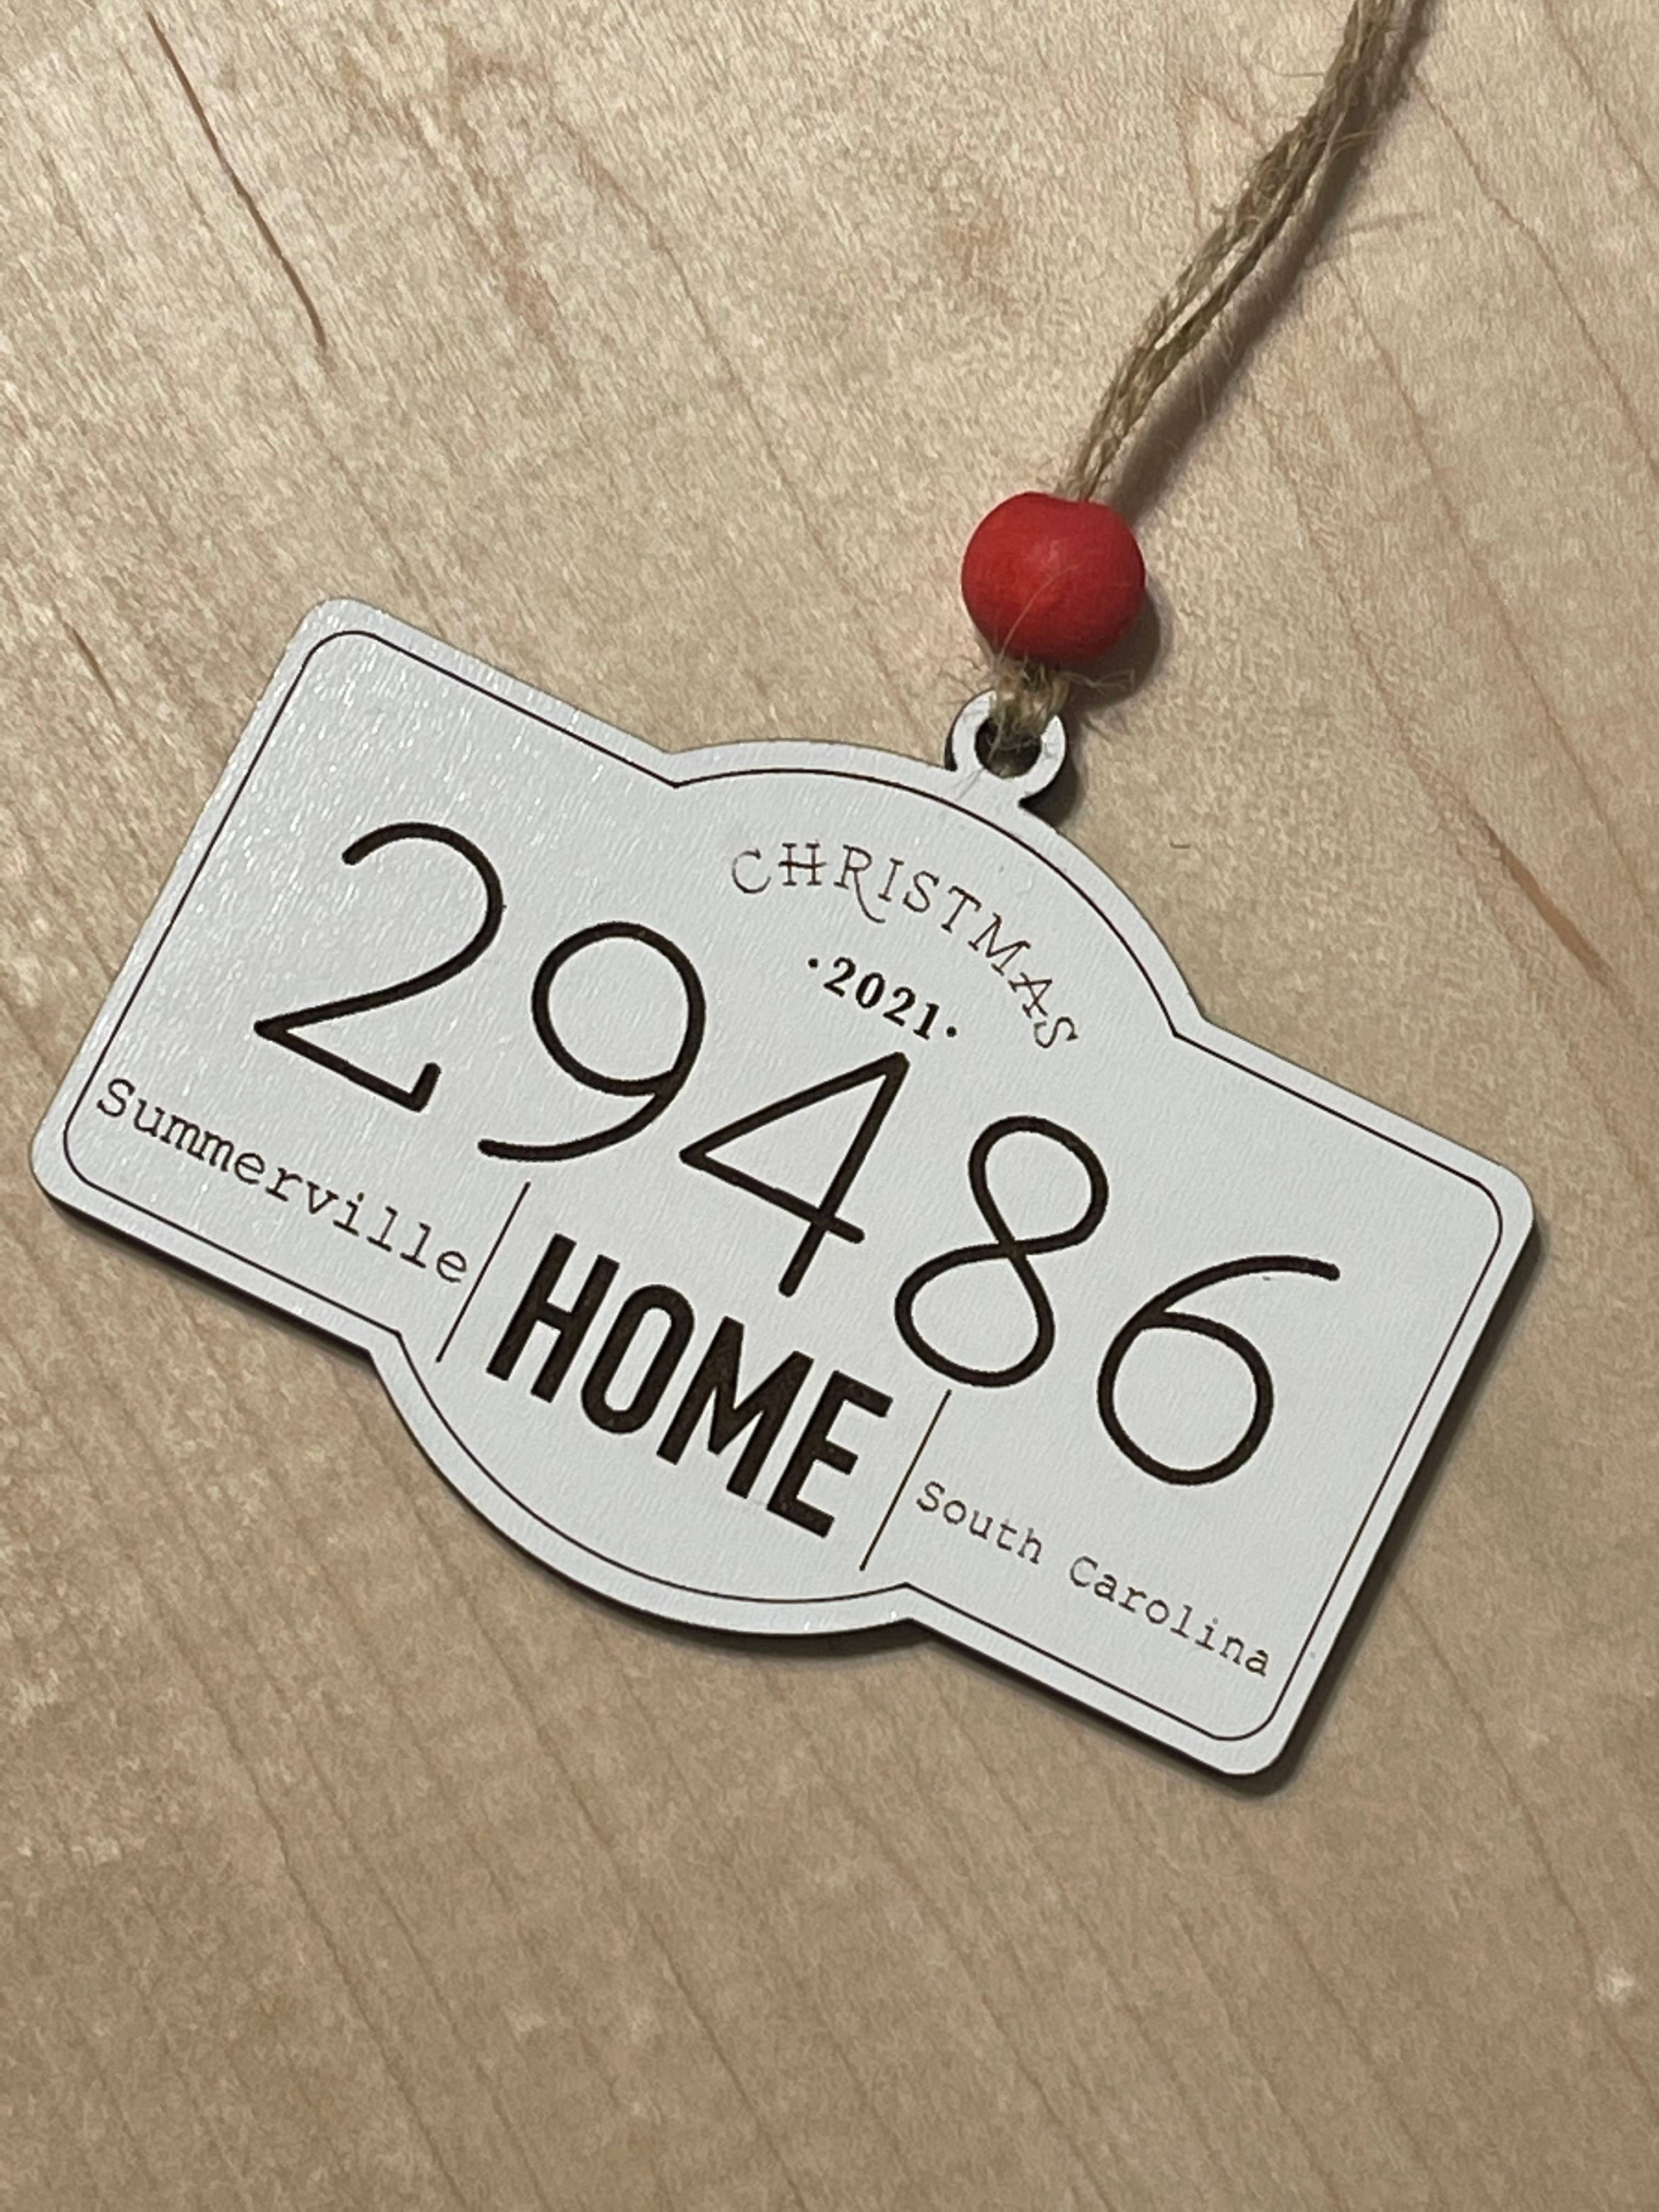 CHRISTMAS
·2021·
29486
Summerville
HOME
South Carolina